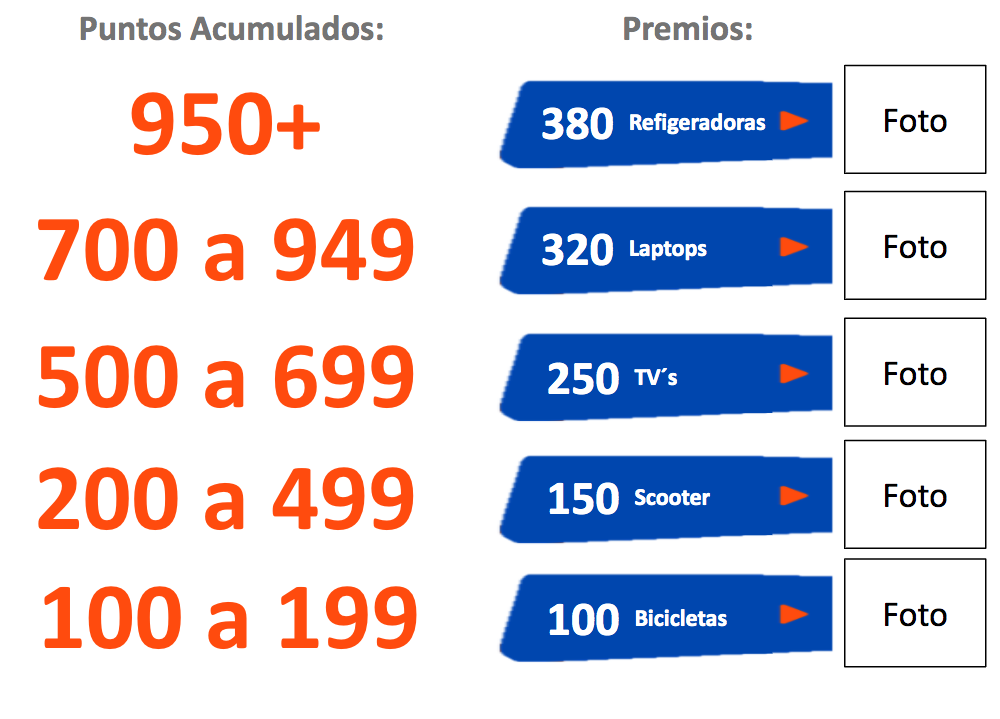 Puntos Acumulados: Premios:
950+ 380 Refigeradoras Foto
700 a 949 320 Laptops Foto
500 a 699 250 TV´s Foto
200 a 499 150 Scooter Foto
100 a 199 100 Bicicletas Foto